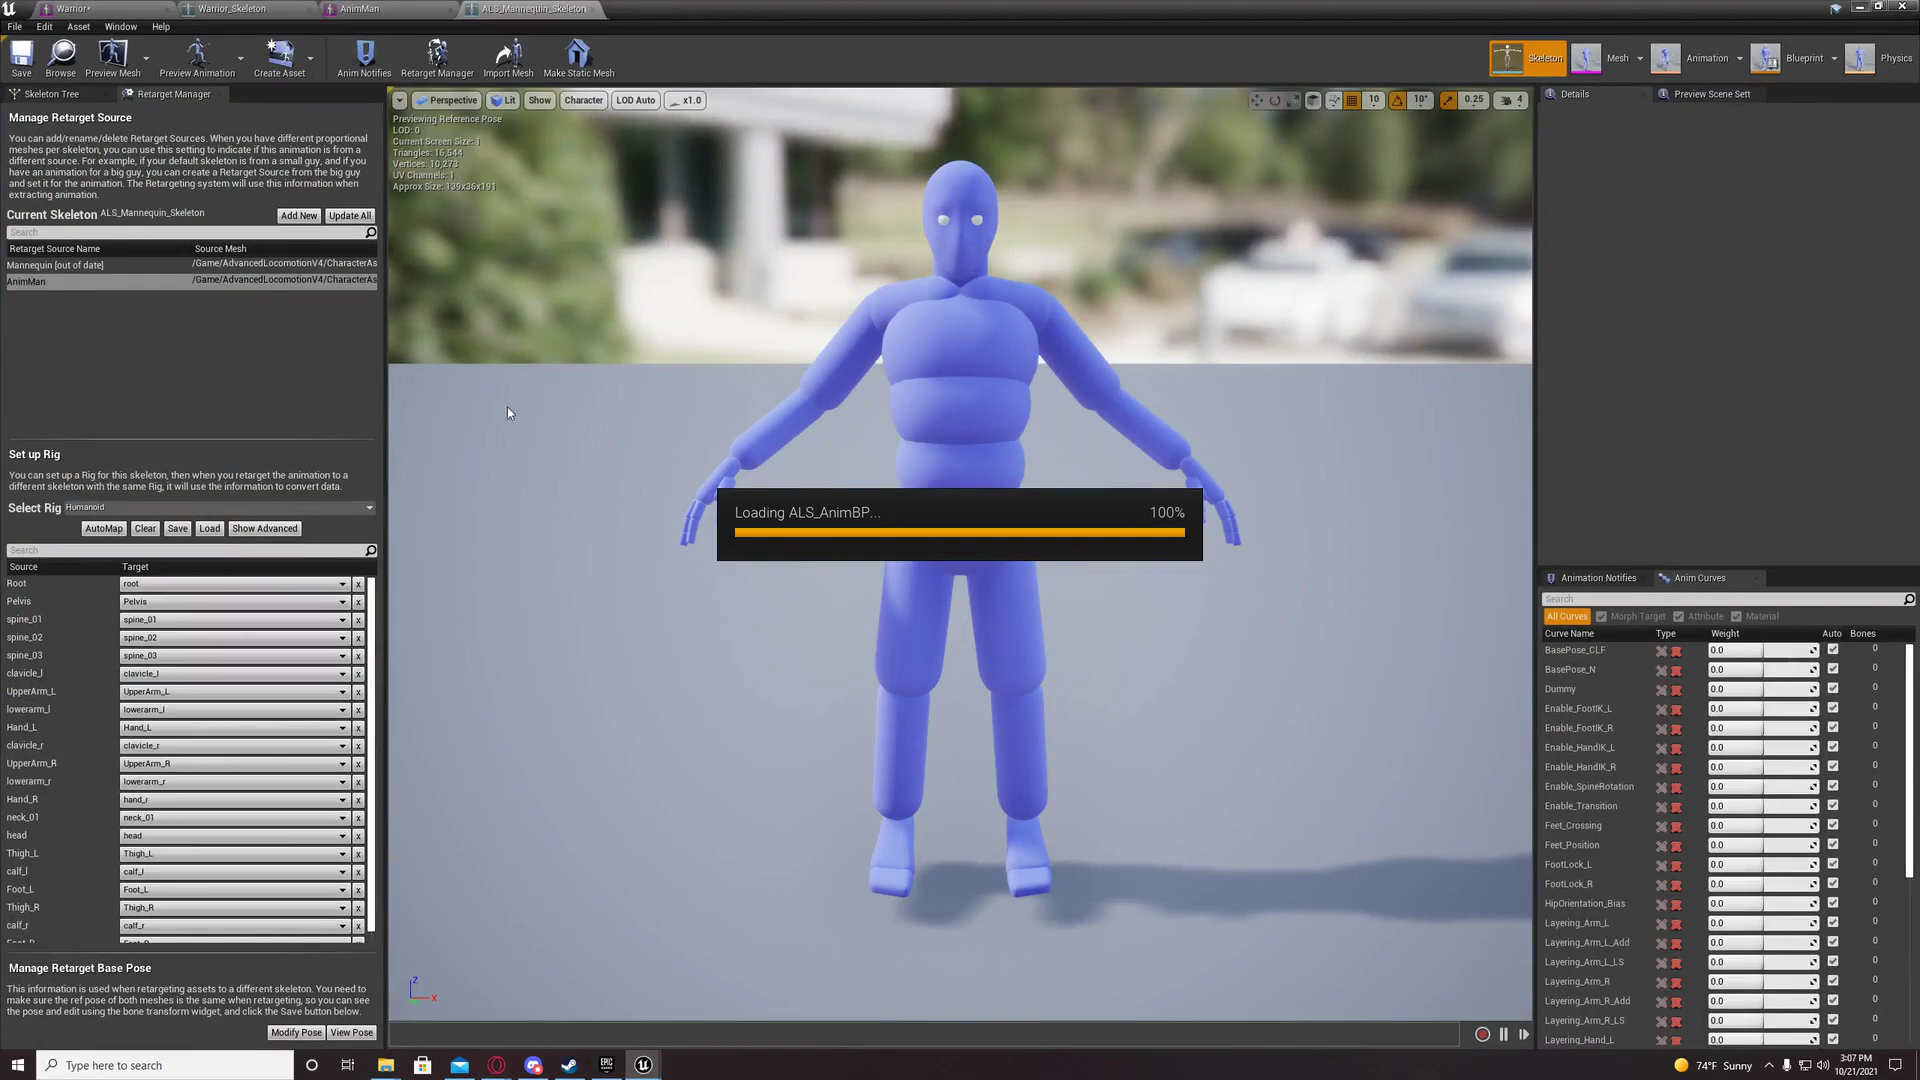 Warrior* Warrior_Skeleton AnimMan ALS_Mannequin_Skeleton
File Edit Asset Window Help
Save Browse Preview Mesh Preview Animation Create Asset Anim Notifies Retarget Manager Import Mesh Make Static Mesh Skeleton Mesh Animation Blueprint Physics
Skeleton Tree Retarget Manager
Manage Retarget Source
You can add/rename/delete Retarget Sources. When you have different proportional
meshes per skeleton, you can use this setting to indicate if this animation is from a
different source. For example, if your default skeleton is from a small guy, and if you
have an animation for a big guy, you can create a Retarget Source from the big guy
and set it for the animation. The Retargeting system will use this information when
extracting animation.
Current Skeleton ALS_Mannequin_Skeleton Add New Update All
Search
Retarget Source Name Source Mesh
Mannequin [out of date] /Game/AdvancedLocomotionV4/CharacterAs
AnimMan /Game/AdvancedLocomotionV4/CharacterAs
Set up Rig
You can set up a Rig for this skeleton, then when you retarget the animation to a
different skeleton with the same Rig, it will use the information to convert data.
Select Rig Humanoid
AutoMap Clear Save Load Show Advanced
Search
Source Target
Root root x
Pelvis Pelvis x
spine_01 spine_01 x
spine_02 spine_02 x
spine_03 spine_03 x
clavicle_l clavicle_l x
UpperArm_L UpperArm_L x
lowerarm_l lowerarm_l x
Hand_L Hand_L x
clavicle_r clavicle_r x
UpperArm_R UpperArm_R x
lowerarm_r lowerarm_r x
Hand_R hand_r x
neck_01 neck_01 x
head head x
Thigh_L Thigh_L x
calf_l calf_l x
Foot_L Foot_L x
Thigh_R Thigh_R x
calf_r calf_r x
Manage Retarget Base Pose
This information is used when retargeting assets to a different skeleton. You need to
make sure the ref pose of both meshes is the same when retargeting, so you can see
the pose and edit using the bone transform widget, and click the Save button below.
Modify Pose View Pose
Perspective Lit Show Character LOD Auto x1.0 10 10° 0.25 4
Previewing Reference Pose
LOD: 0
Current Screen Size: 1
Triangles: 16,544
Vertices: 10,273
UV Channels: 1
Approx Size: 139x36x191
Loading ALS_AnimBP... 100%
Z
X
Details Preview Scene Sett
Animation Notifies Anim Curves
Search
All Curves Morph Target Attribute Material
Curve Name Type Weight Auto Bones
BasePose_CLF 0.0 0
BasePose_N 0.0 0
Dummy 0.0 0
Enable_FootIK_L 0.0 0
Enable_FootIK_R 0.0 0
Enable_HandIK_L 0.0 0
Enable_HandIK_R 0.0 0
Enable_SpineRotation 0.0 0
Enable_Transition 0.0 0
Feet_Crossing 0.0 0
Feet_Position 0.0 0
FootLock_L 0.0 0
FootLock_R 0.0 0
HipOrientation_Bias 0.0 0
Layering_Arm_L 0.0 0
Layering_Arm_L_Add 0.0 0
Layering_Arm_L_LS 0.0 0
Layering_Arm_R 0.0 0
Layering_Arm_R_Add 0.0 0
Layering_Arm_R_LS 0.0 0
Layering_Hand_L 0.0 0
Type here to search EPIC GAMES 74°F Sunny 3:07 PM
10/21/2021